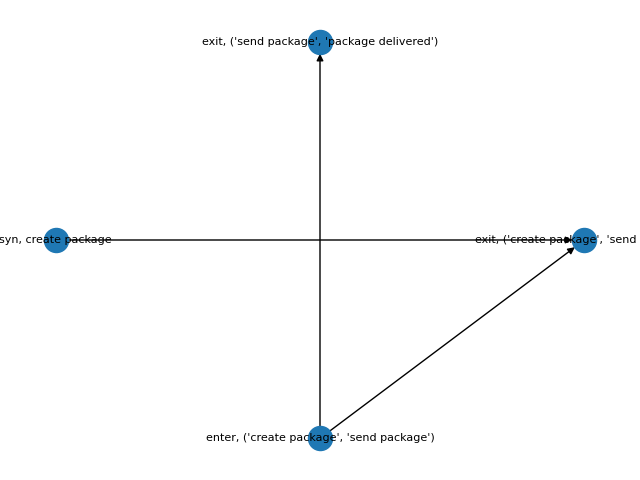 exit, ('send package', 'package delivered')
syn, create package
exit, ('create package', 'send
enter, ('create package', 'send package')